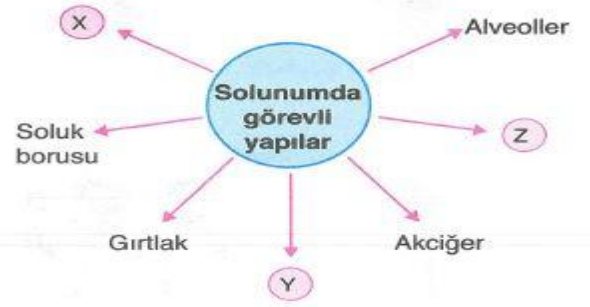 X
Alveoller
Solunumda
görevli
yapılar
Soluk
borusu
Z
Gırtlak
Akciğer
Y